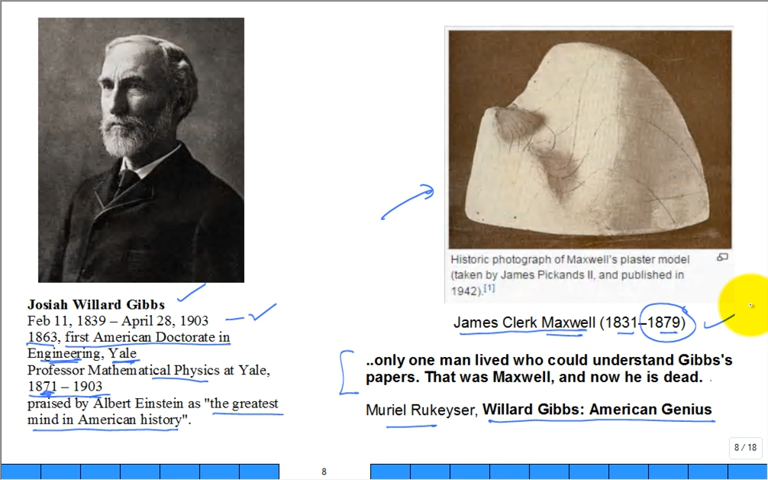 Josiah Willard Gibbs
Feb 11, 1839 – April 28, 1903
1863, first American Doctorate in
Engineering, Yale
Professor Mathematical Physics at Yale,
1871 – 1903
praised by Albert Einstein as "the greatest
mind in American history".
Historic photograph of Maxwell's plaster model
(taken by James Pickands II, and published in
1942).[1]
James Clerk Maxwell (1831–1879)
..only one man lived who could understand Gibbs's
papers. That was Maxwell, and now he is dead.
Muriel Rukeyser, Willard Gibbs: American Genius
8 / 18
8